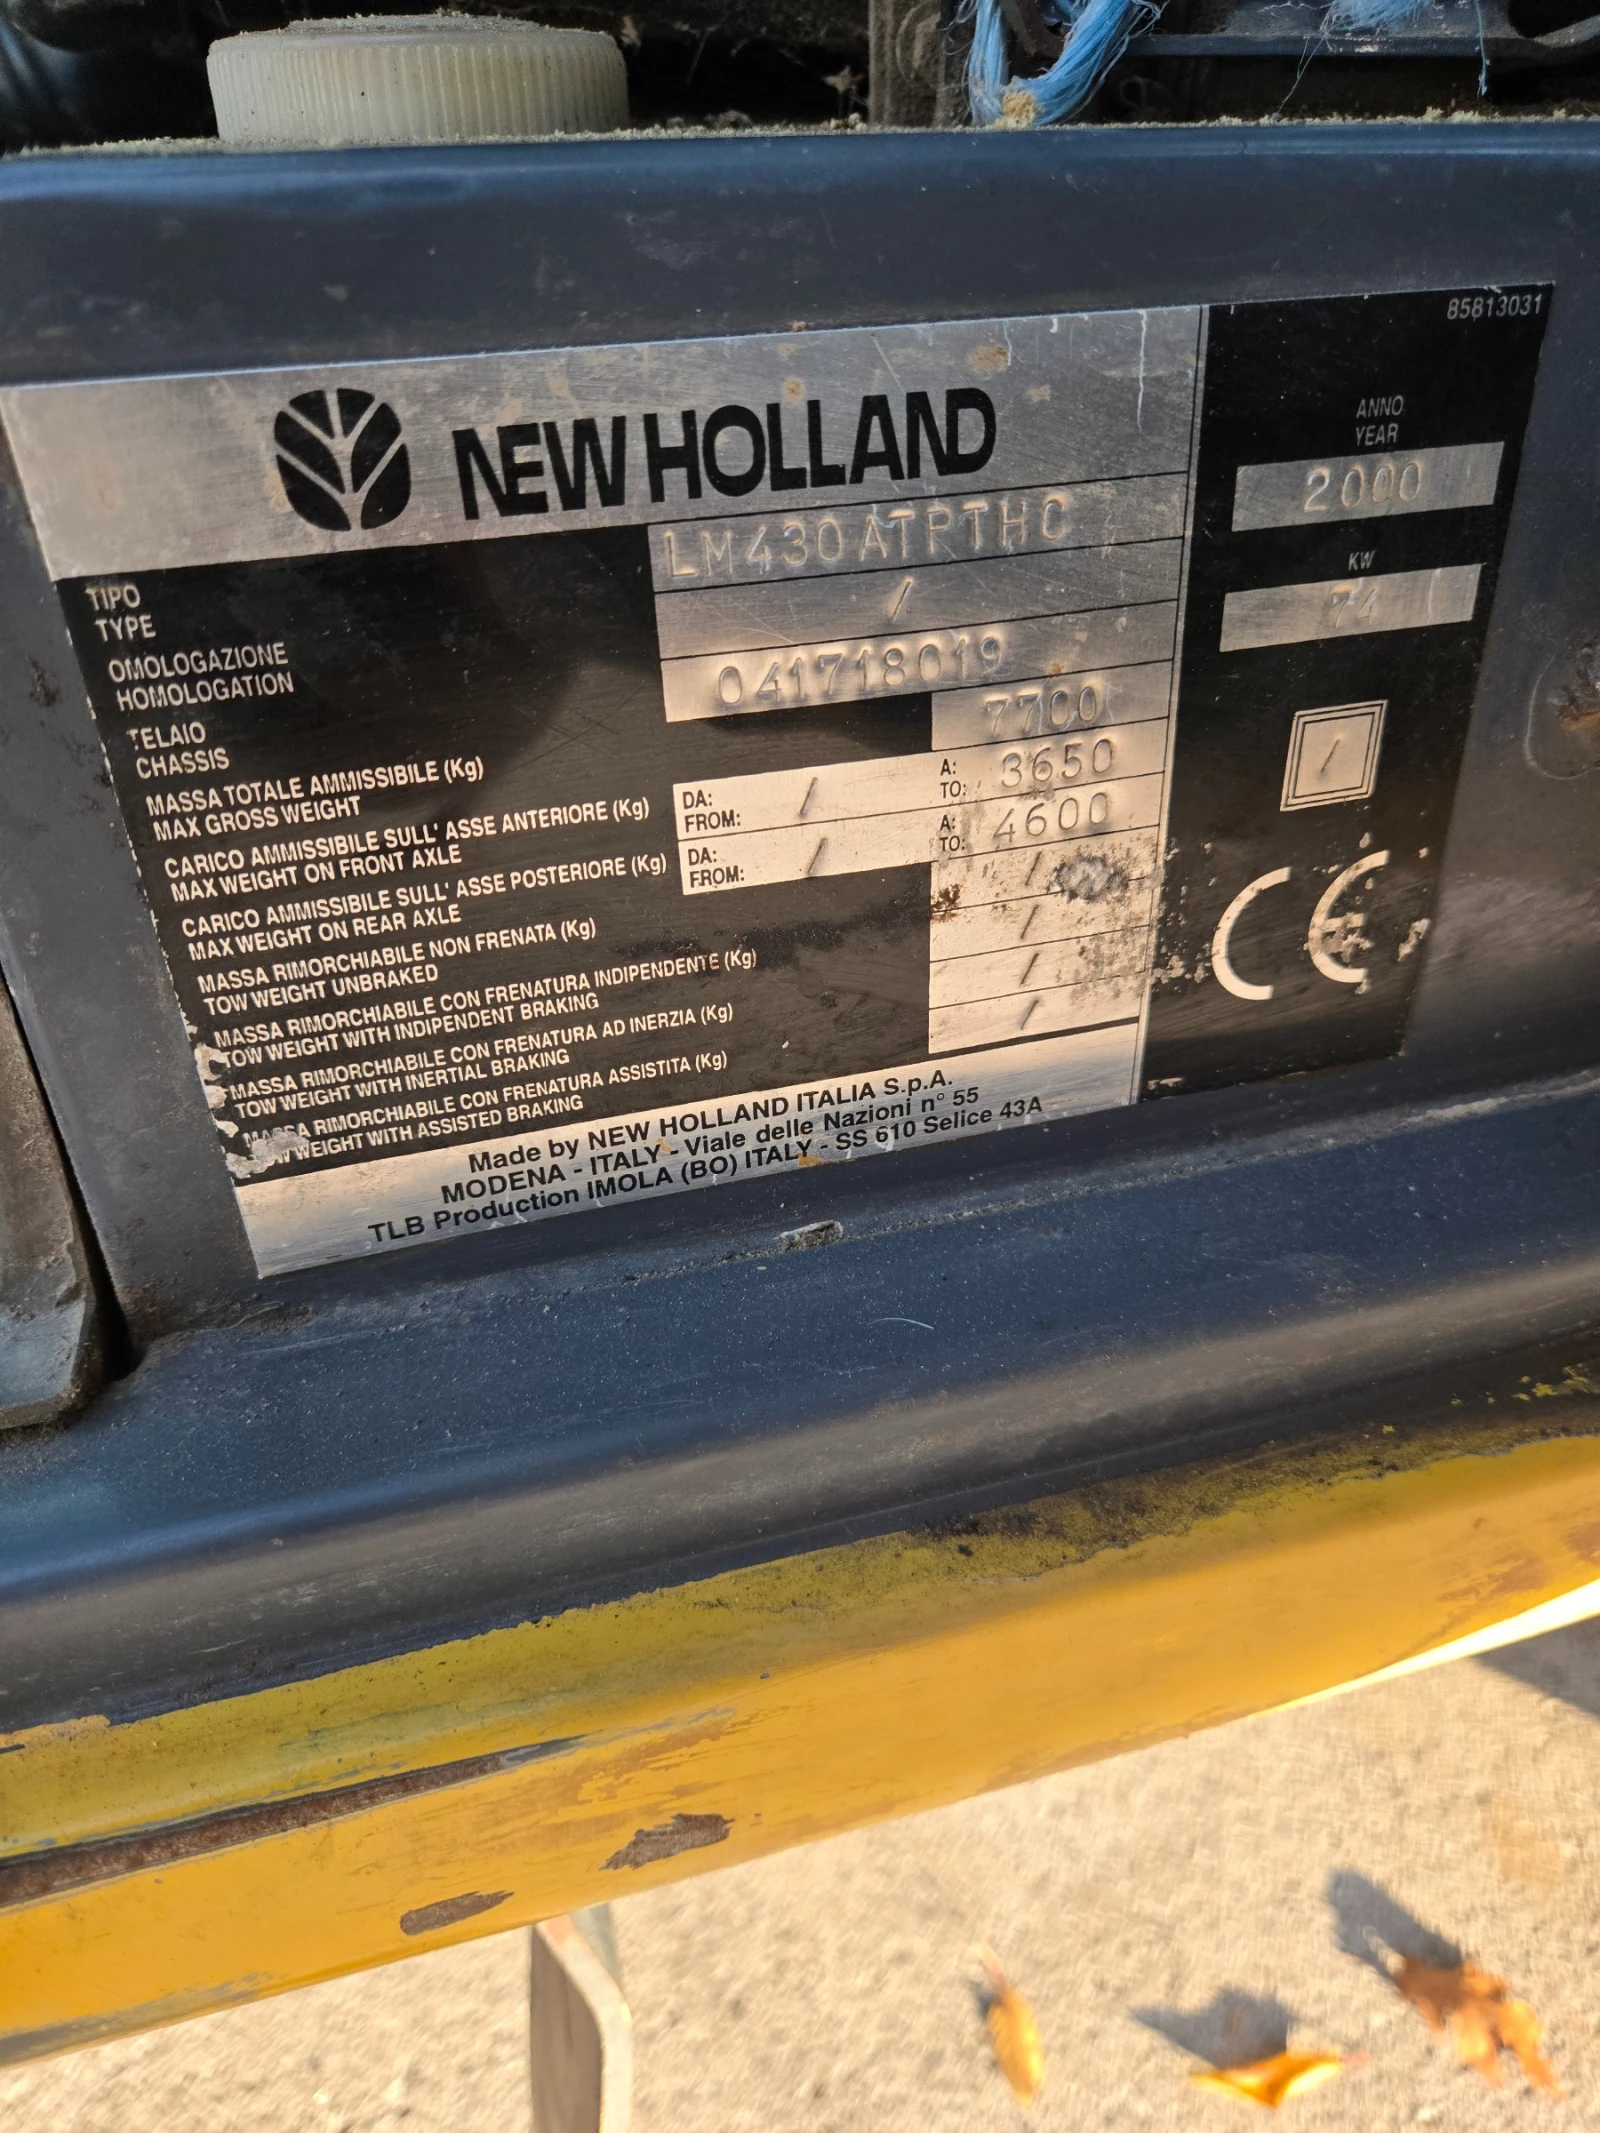 85813031
NEW HOLLAND
ANNO
YEAR
2000
KW
74
TIPO
TYPE
LM430ATPTHC
OMOLOGAZIONE
HOMOLOGATION
/
TELAIO
CHASSIS
041718019
MASSA TOTALE AMMISSIBILE (Kg)
MAX GROSS WEIGHT
7700
CARICO AMMISSIBILE SULL' ASSE ANTERIORE (Kg)
MAX WEIGHT ON FRONT AXLE
DA:
FROM: /
A:
TO: 3650
CARICO AMMISSIBILE SULL' ASSE POSTERIORE (Kg)
MAX WEIGHT ON REAR AXLE
DA:
FROM: /
A:
TO: 4600
MASSA RIMORCHIABILE NON FRENATA (Kg)
TOW WEIGHT UNBRAKED
/
MASSA RIMORCHIABILE CON FRENATURA INDIPENDENTE (Kg)
TOW WEIGHT WITH INDIPENDENT BRAKING
/
MASSA RIMORCHIABILE CON FRENATURA AD INERZIA (Kg)
TOW WEIGHT WITH INERTIAL BRAKING
/
MASSA RIMORCHIABILE CON FRENATURA ASSISTITA (Kg)
TOW WEIGHT WITH ASSISTED BRAKING
/
/
CE
Made by NEW HOLLAND ITALIA S.p.A.
MODENA - ITALY - Viale delle Nazioni n° 55
TLB Production IMOLA (BO) ITALY - SS 610 Selice 43A